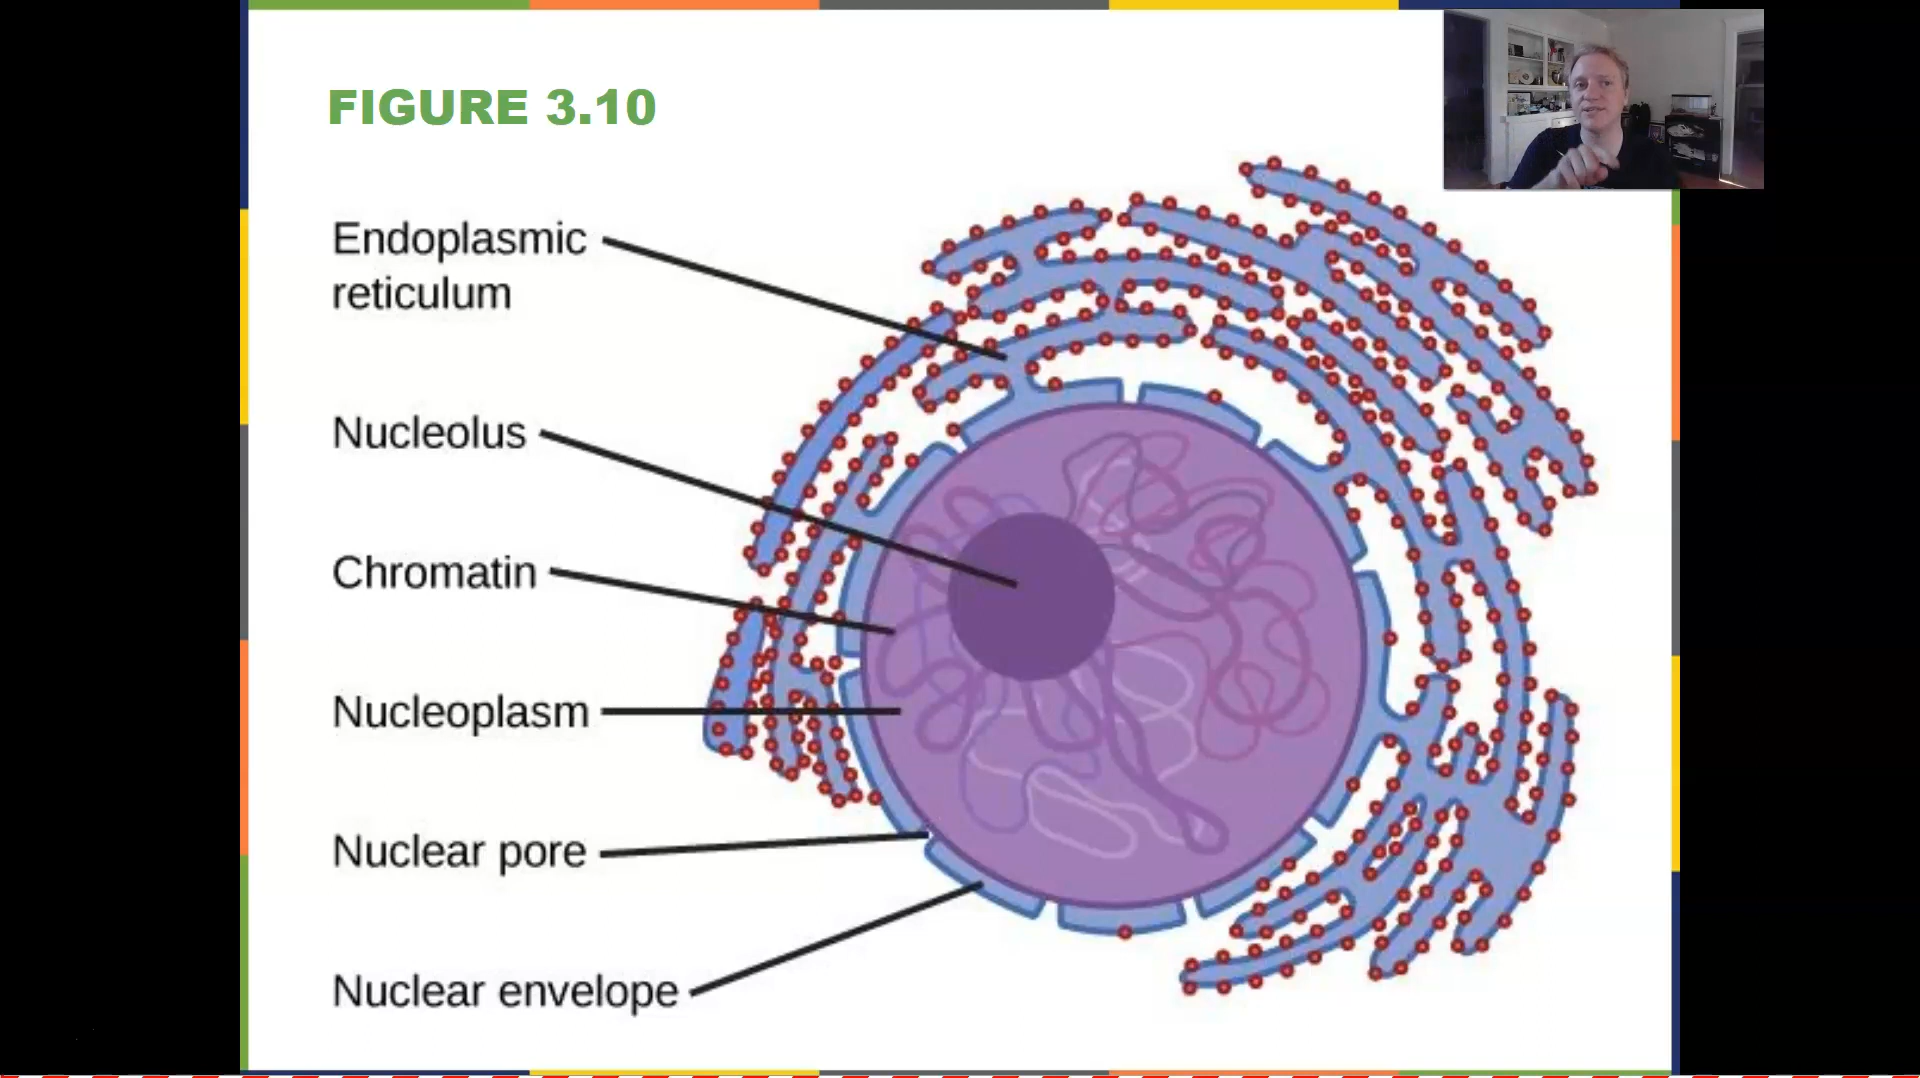 FIGURE 3.10
Endoplasmic
reticulum
Nucleolus
Chromatin
Nucleoplasm
Nuclear pore
Nuclear envelope